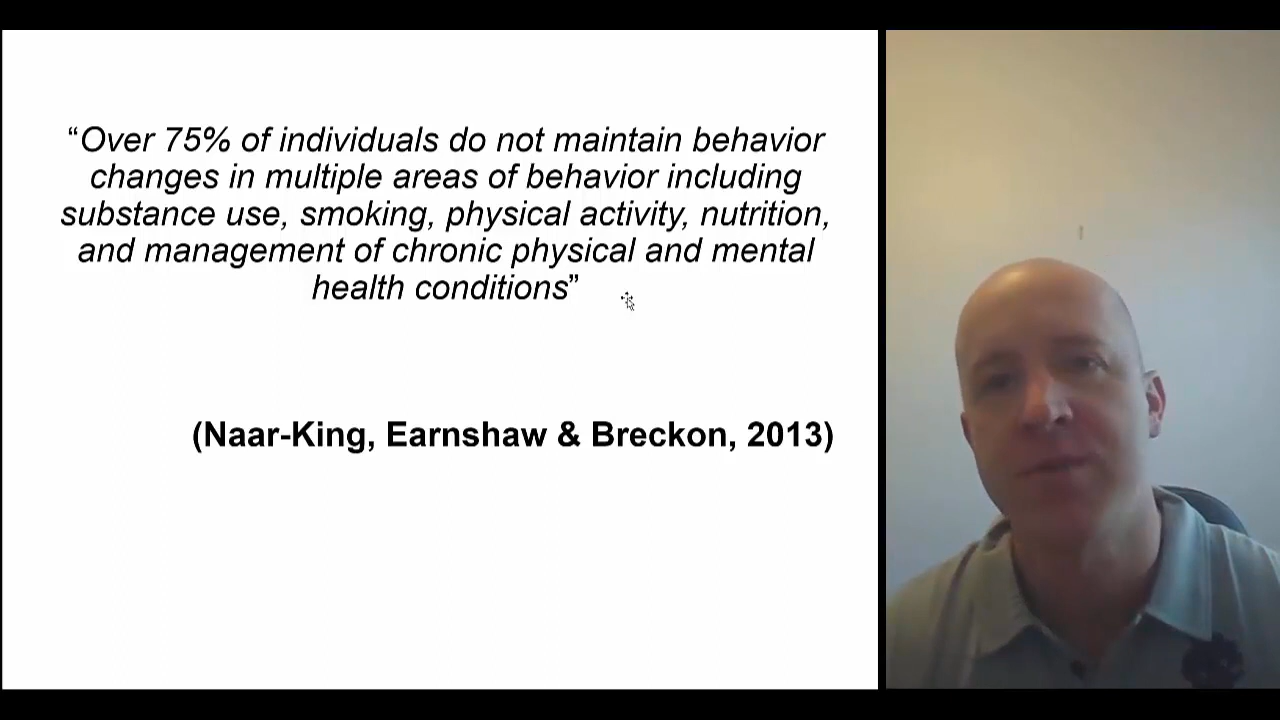 “Over 75% of individuals do not maintain behavior
changes in multiple areas of behavior including
substance use, smoking, physical activity, nutrition,
and management of chronic physical and mental
health conditions”
(Naar-King, Earnshaw & Breckon, 2013)